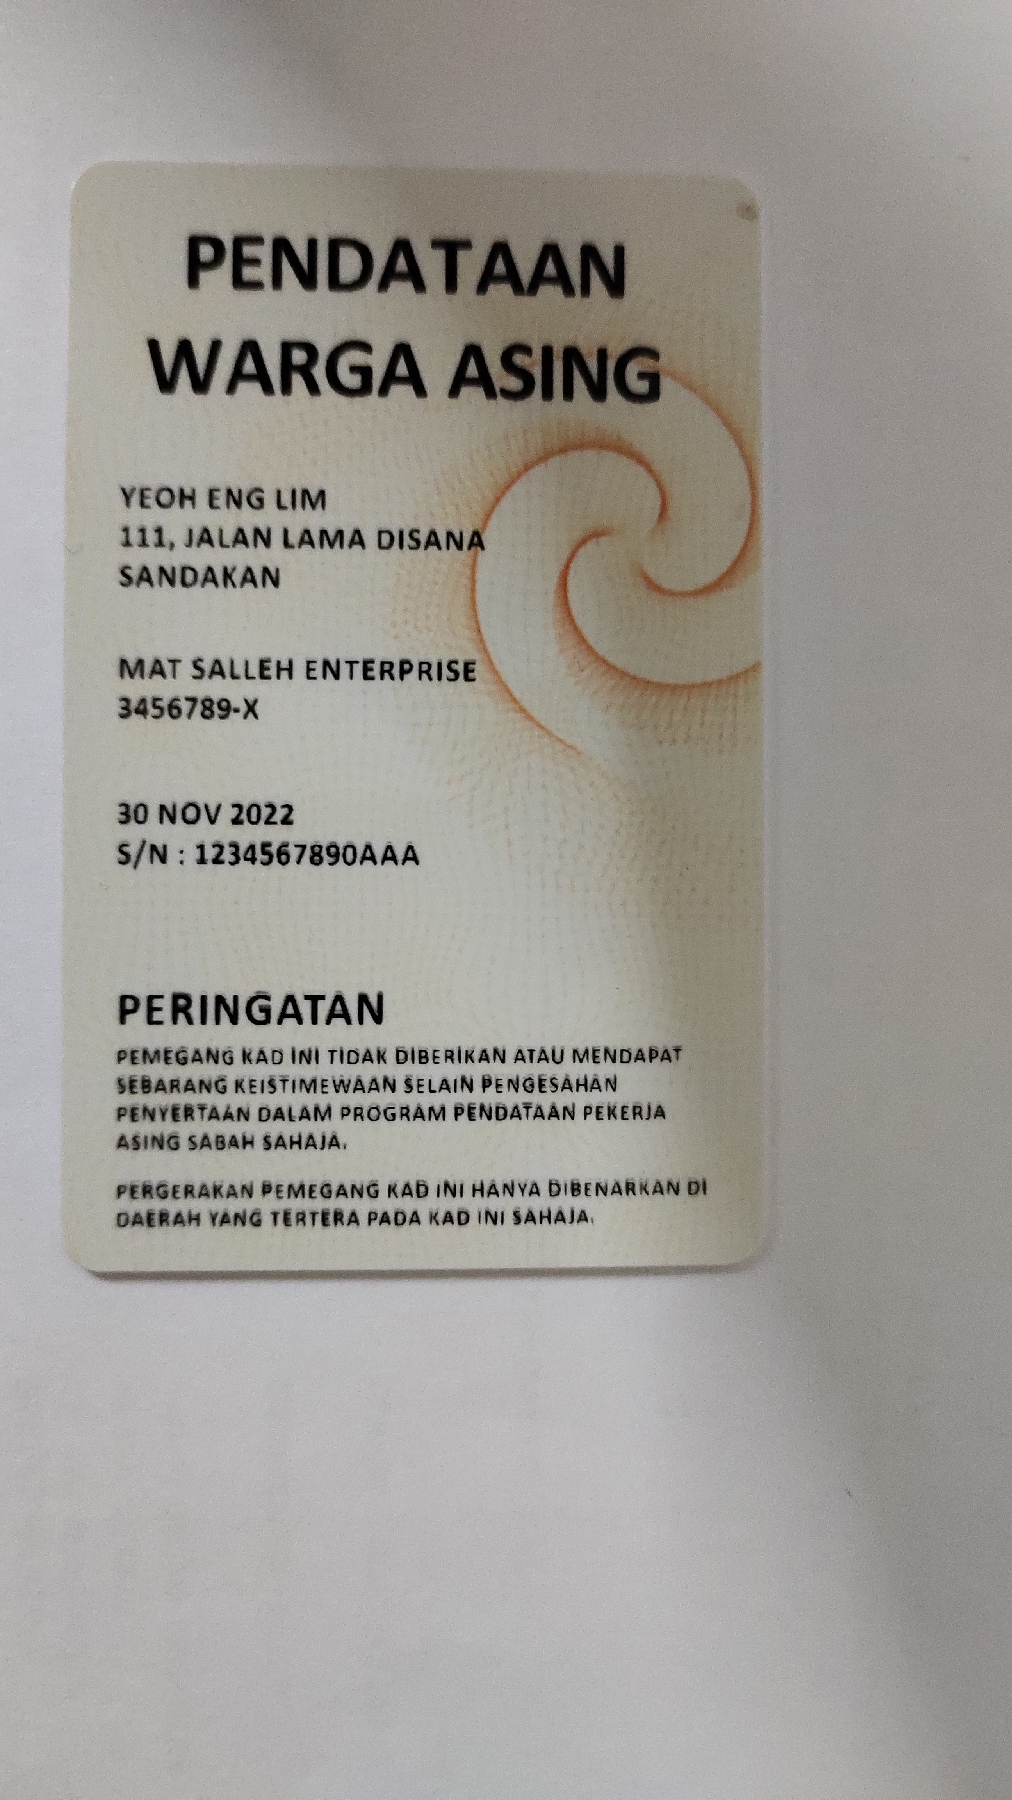 PENDATAAN
WARGA ASING
YEOH ENG LIM
111, JALAN LAMA DISANA
SANDAKAN
MAT SALLEH ENTERPRISE
3456789-X
30 NOV 2022
S/N : 1234567890AAA
PERINGATAN
PEMEGANG KAD INI TIDAK DIBERIKAN ATAU MENDAPAT
SEBARANG KEISTIMEWAAN SELAIN PENGESAHAN
PENYERTAAN DALAM PROGRAM PENDATAAN PEKERJA
ASING SABAH SAHAJA.
PERGERAKAN PEMEGANG KAD INI HANYA DIBENARKAN DI
DAERAH YANG TERTERA PADA KAD INI SAHAJA.